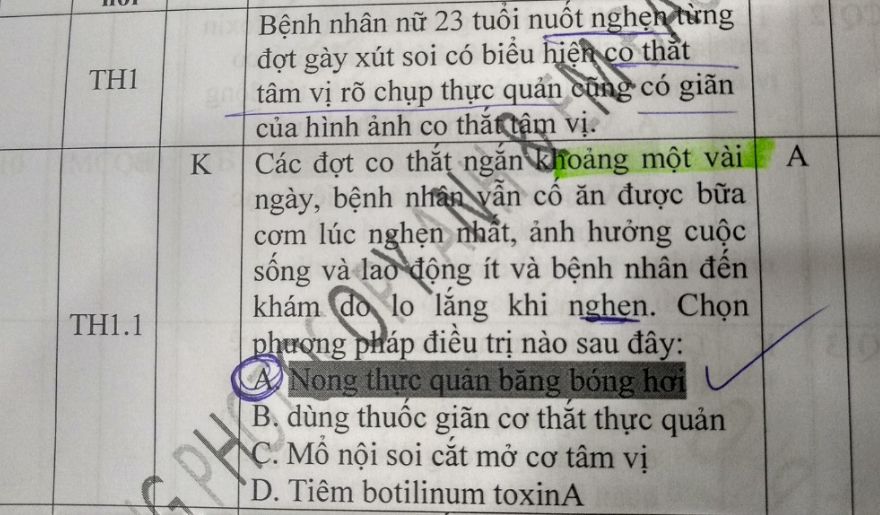 Bệnh nhân nữ 23 tuổi nuốt nghẹn từng
đợt gày xút soi có biểu hiện co thắt
TH1
tâm vị rõ chụp thực quản cũng có giãn
của hình ảnh co thắt tâm vị.
K
Các đợt co thắt ngắn khoảng một vài
A
ngày, bệnh nhân vẫn cố ăn được bữa
cơm lúc nghẹn nhất, ảnh hưởng cuộc
sống và lao động ít và bệnh nhân đến
khám do lo lắng khi nghẹn. Chọn
TH1.1
phương pháp điều trị nào sau đây:
A. Nong thực quản bằng bóng hơi
B. dùng thuốc giãn cơ thắt thực quản
C. Mổ nội soi cắt mở cơ tâm vị
D. Tiêm botilinum toxinA